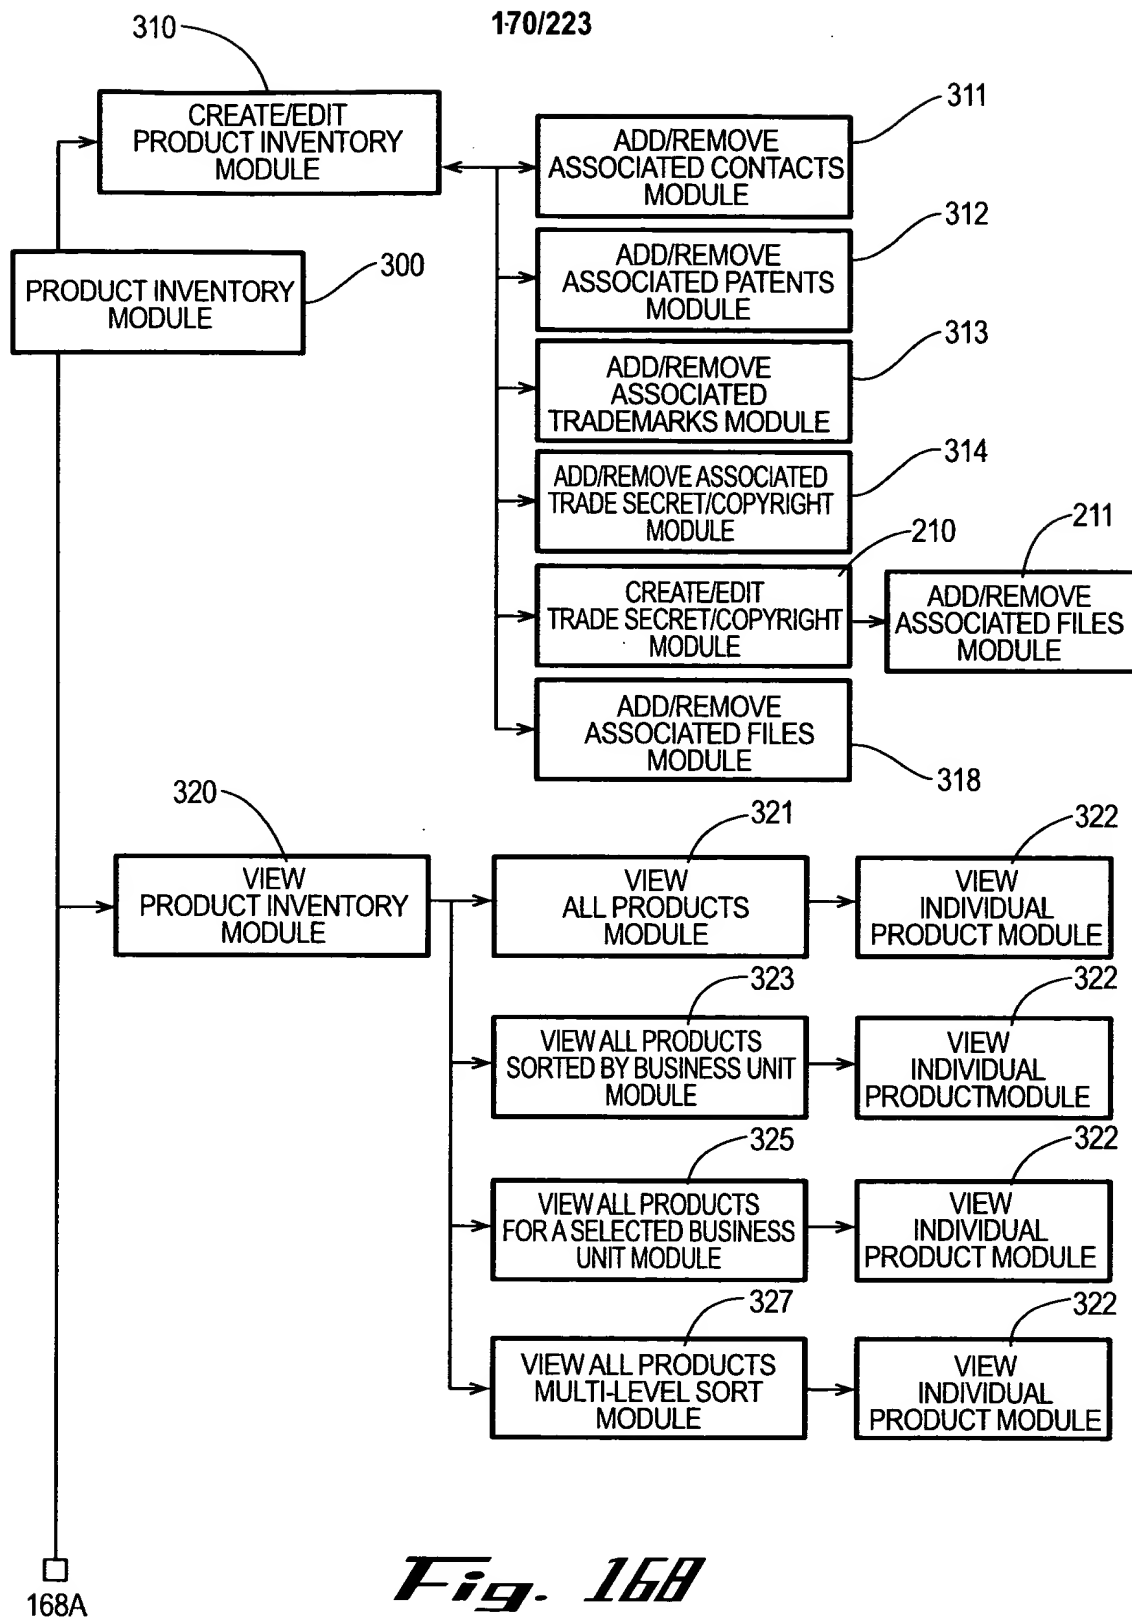 170/223
310
CREATE/EDIT
PRODUCT INVENTORY
MODULE
311
ADD/REMOVE
ASSOCIATED CONTACTS
MODULE
312
ADD/REMOVE
ASSOCIATED PATENTS
MODULE
300
PRODUCT INVENTORY
MODULE
313
ADD/REMOVE
ASSOCIATED
TRADEMARKS MODULE
314
ADD/REMOVE ASSOCIATED
TRADE SECRET/COPYRIGHT
MODULE
210
CREATE/EDIT
TRADE SECRET/COPYRIGHT
MODULE
211
ADD/REMOVE
ASSOCIATED FILES
MODULE
ADD/REMOVE
ASSOCIATED FILES
MODULE
318
320
VIEW
PRODUCT INVENTORY
MODULE
321
VIEW
ALL PRODUCTS
MODULE
322
VIEW
INDIVIDUAL
PRODUCT MODULE
323
VIEW ALL PRODUCTS
SORTED BY BUSINESS UNIT
MODULE
322
VIEW
INDIVIDUAL
PRODUCTMODULE
325
VIEW ALL PRODUCTS
FOR A SELECTED BUSINESS
UNIT MODULE
322
VIEW
INDIVIDUAL
PRODUCT MODULE
327
VIEW ALL PRODUCTS
MULTI-LEVEL SORT
MODULE
322
VIEW
INDIVIDUAL
PRODUCT MODULE
168A
Fig. 168